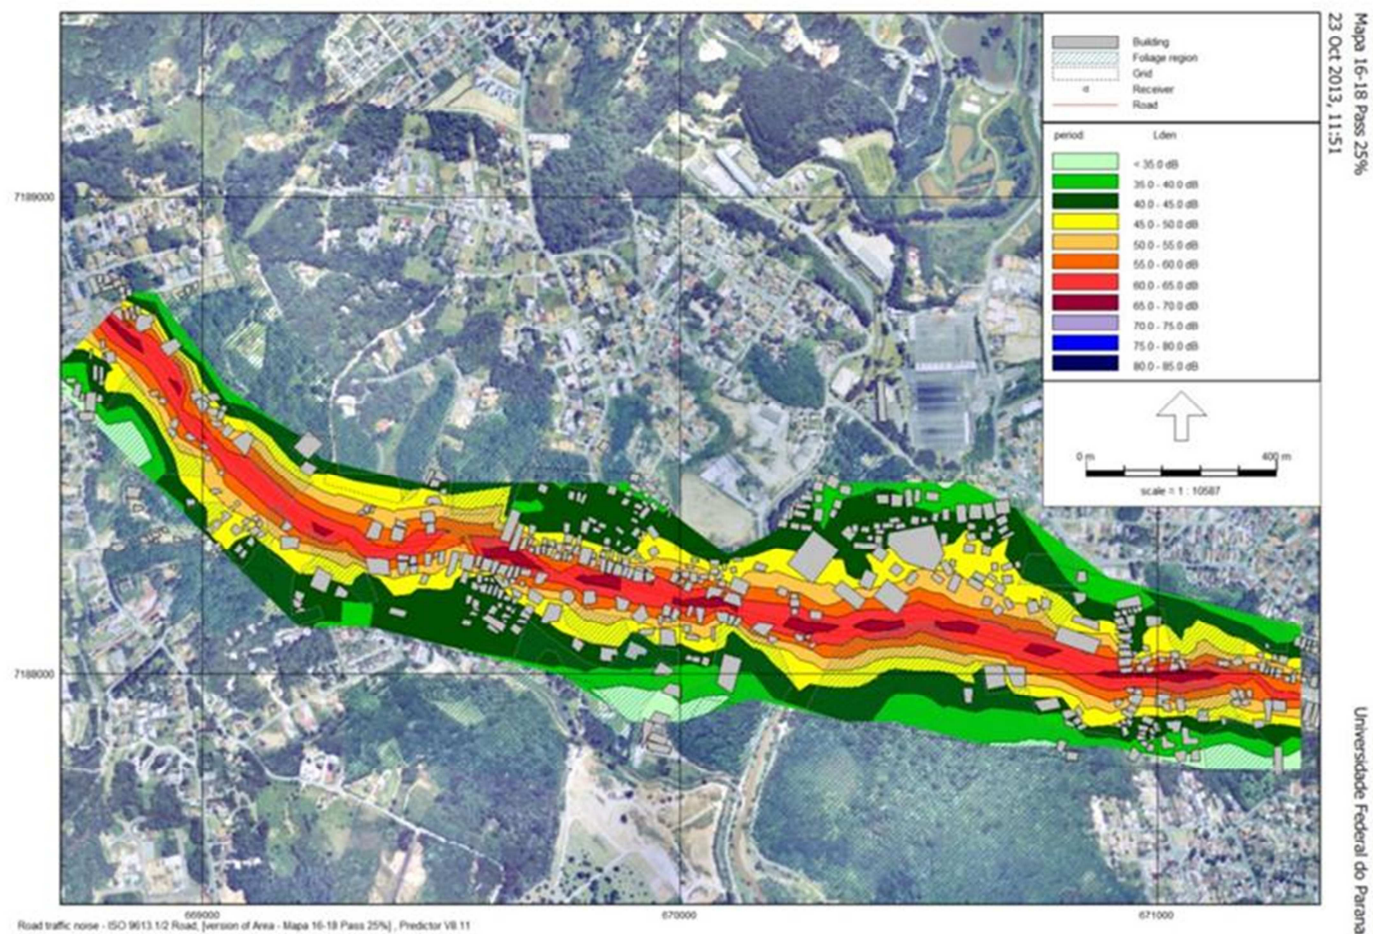 Mapa 16-18 Pass 25%
23 Oct 2013, 11:51
Building
Foliage region
Grid
Receiver
Road
period Lden
< 35.0 dB
35.0 - 40.0 dB
40.0 - 45.0 dB
45.0 - 50.0 dB
50.0 - 55.0 dB
55.0 - 60.0 dB
60.0 - 65.0 dB
65.0 - 70.0 dB
70.0 - 75.0 dB
75.0 - 80.0 dB
80.0 - 85.0 dB
0 m 400 m
scale = 1 : 10587
7189000
7188000
669000 670000 671000
Universidade Federal do Parana
Road traffic noise - ISO 9613.1/2 Road, [version of Area - Mapa 16-18 Pass 25%] , Predictor V8.11